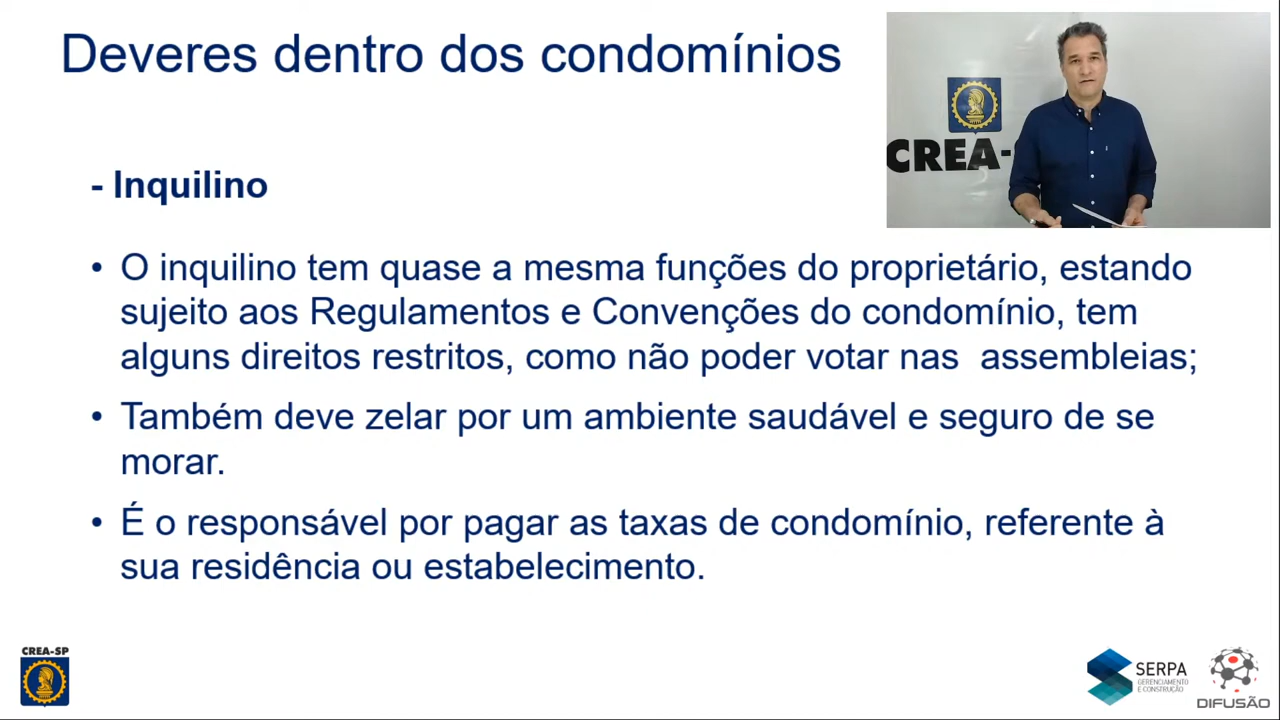 Deveres dentro dos condomínios
CREA-
- Inquilino
• O inquilino tem quase a mesma funções do proprietário, estando
sujeito aos Regulamentos e Convenções do condomínio, tem
alguns direitos restritos, como não poder votar nas  assembleias;
• Também deve zelar por um ambiente saudável e seguro de se
morar.
• É o responsável por pagar as taxas de condomínio, referente à
sua residência ou estabelecimento.
CREA-SP
SERPA
GERENCIAMENTO
E CONSTRUÇÃO
DIFUSÃO